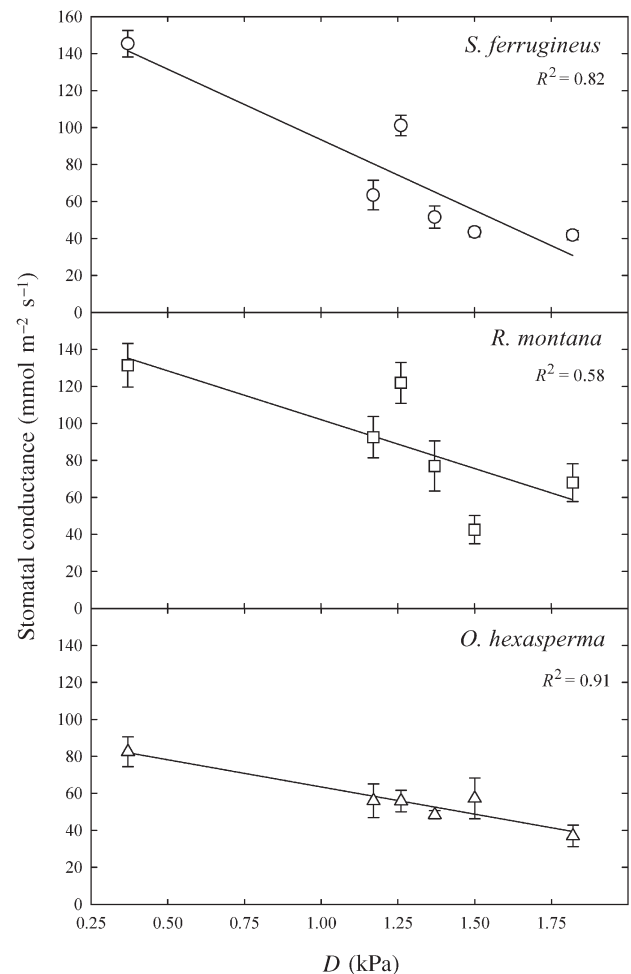 160
140
120
100
80
60
40
20
0
S. ferrugineus
R² = 0.82
140
120
100
80
60
40
20
0
R. montana
R² = 0.58
140
120
100
80
60
40
20
0
O. hexasperma
R² = 0.91
Stomatal conductance (mmol m⁻² s⁻¹)
0.25 0.50 0.75 1.00 1.25 1.50 1.75
D (kPa)